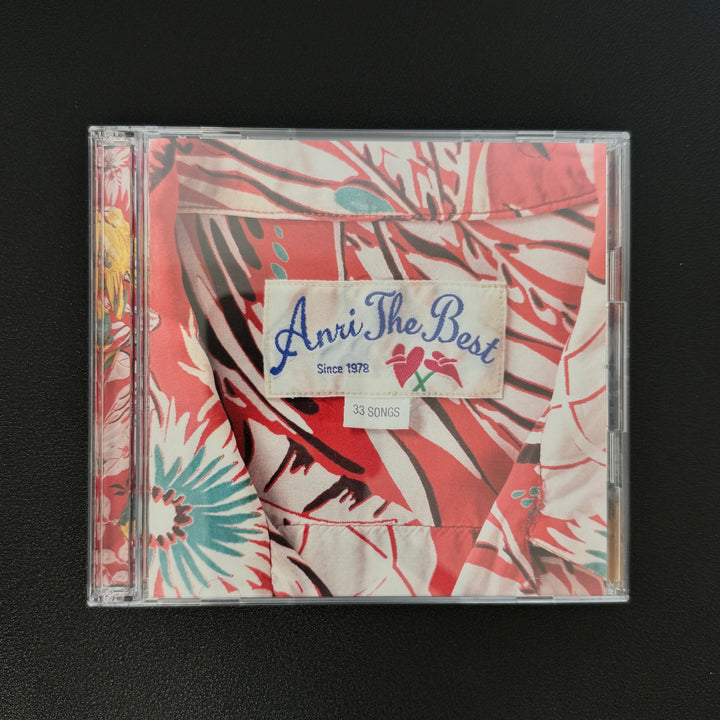 Anri The Best
Since 1978
33 SONGS